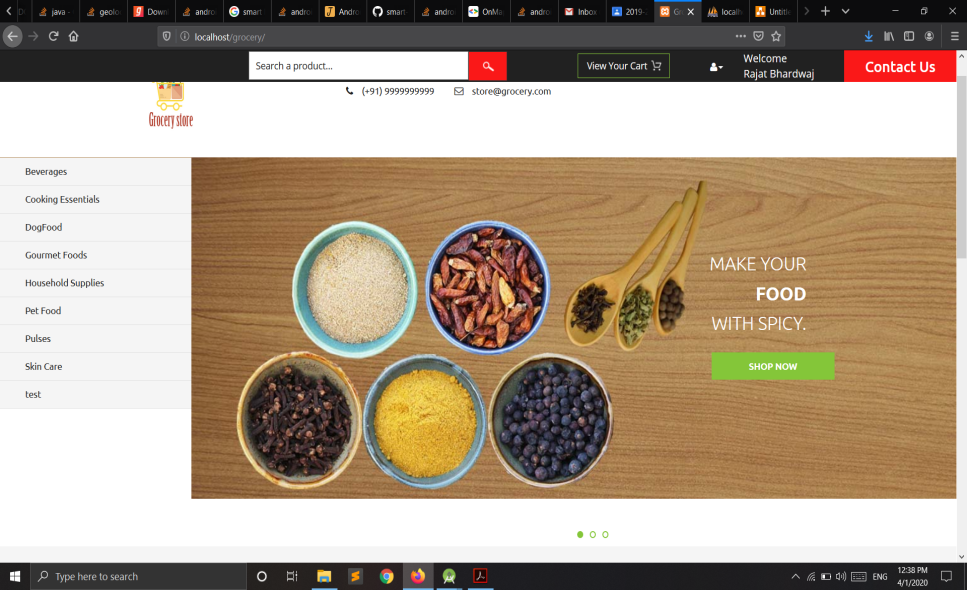 java -
geolo
Down
andro
smart
andro
Andro
smart
andro
OnMa
andro
Inbox
2019-
Gr
localh
Untitle
localhost/grocery/
Search a product...
View Your Cart
Welcome
Rajat Bhardwaj
Contact Us
Grocery store
(+91) 9999999999
store@grocery.com
Beverages
Cooking Essentials
DogFood
Gourmet Foods
Household Supplies
Pet Food
Pulses
Skin Care
test
MAKE YOUR
FOOD
WITH SPICY.
SHOP NOW
Type here to search
ENG
12:38 PM
4/1/2020